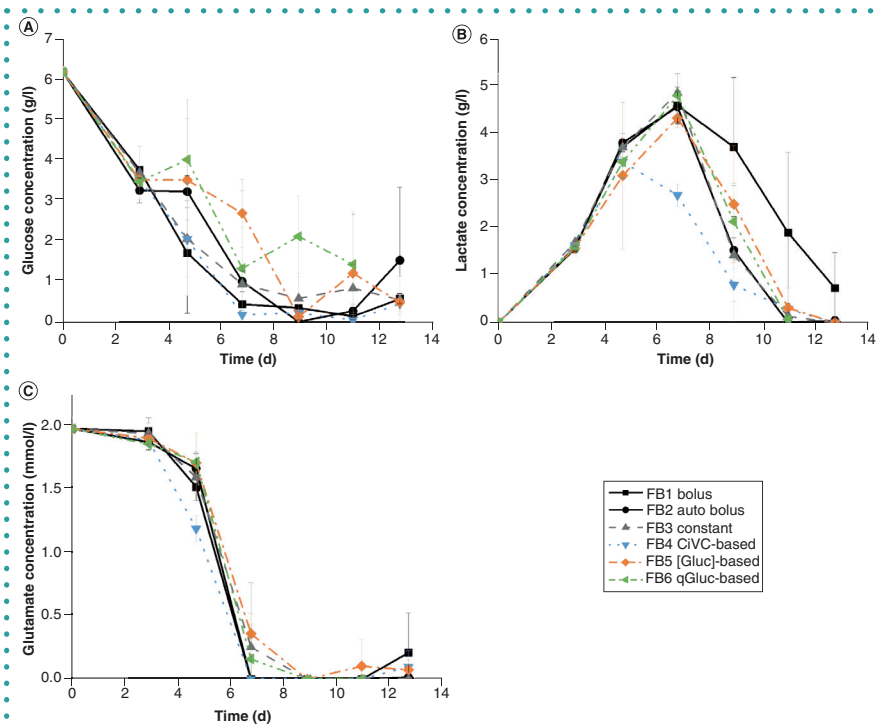 A
Glucose concentration (g/l)
7
6
5
4
3
2
1
0
0 2 4 6 8 10 12 14
Time (d)
B
Lactate concentration (g/l)
6
5
4
3
2
1
0
0 2 4 6 8 10 12 14
Time (d)
C
Glutamate concentration (mmol/l)
2.0
1.5
1.0
0.5
0.0
0 2 4 6 8 10 12 14
Time (d)
FB1 bolus
FB2 auto bolus
FB3 constant
FB4 CiVC-based
FB5 [Gluc]-based
FB6 qGluc-based